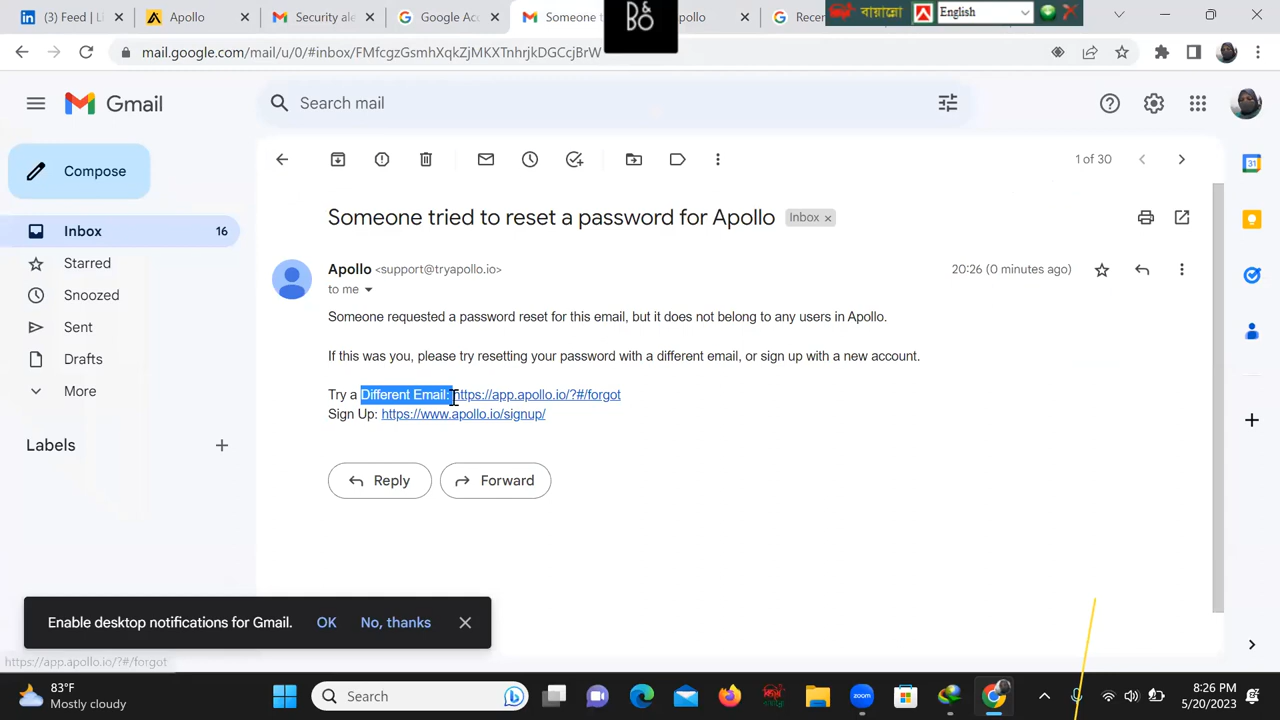 (3) Feed | L
Apollo
Security ale
Google Acc
Someone t
pollo
Recer
D&
BO
বায়ান্নো
English
mail.google.com/mail/u/0/#inbox/FMfcgzGsmhXqkZjMKXTnhrjkDGCcjBrW
Gmail
Search mail
Compose
1 of 30
Inbox 16
Starred
Snoozed
Sent
Drafts
More
Labels
Someone tried to reset a password for Apollo
Inbox x
Apollo <support@tryapollo.io>
20:26 (0 minutes ago)
to me
Someone requested a password reset for this email, but it does not belong to any users in Apollo.
If this was you, please try resetting your password with a different email, or sign up with a new account.
Try a Different Email: https://app.apollo.io/?#/forgot
Sign Up: https://www.apollo.io/signup/
Reply
Forward
Enable desktop notifications for Gmail. OK No, thanks
https://app.apollo.io/?#/forgot
83°F
Mostly cloudy
Search
zoom
8:26 PM
5/20/2023